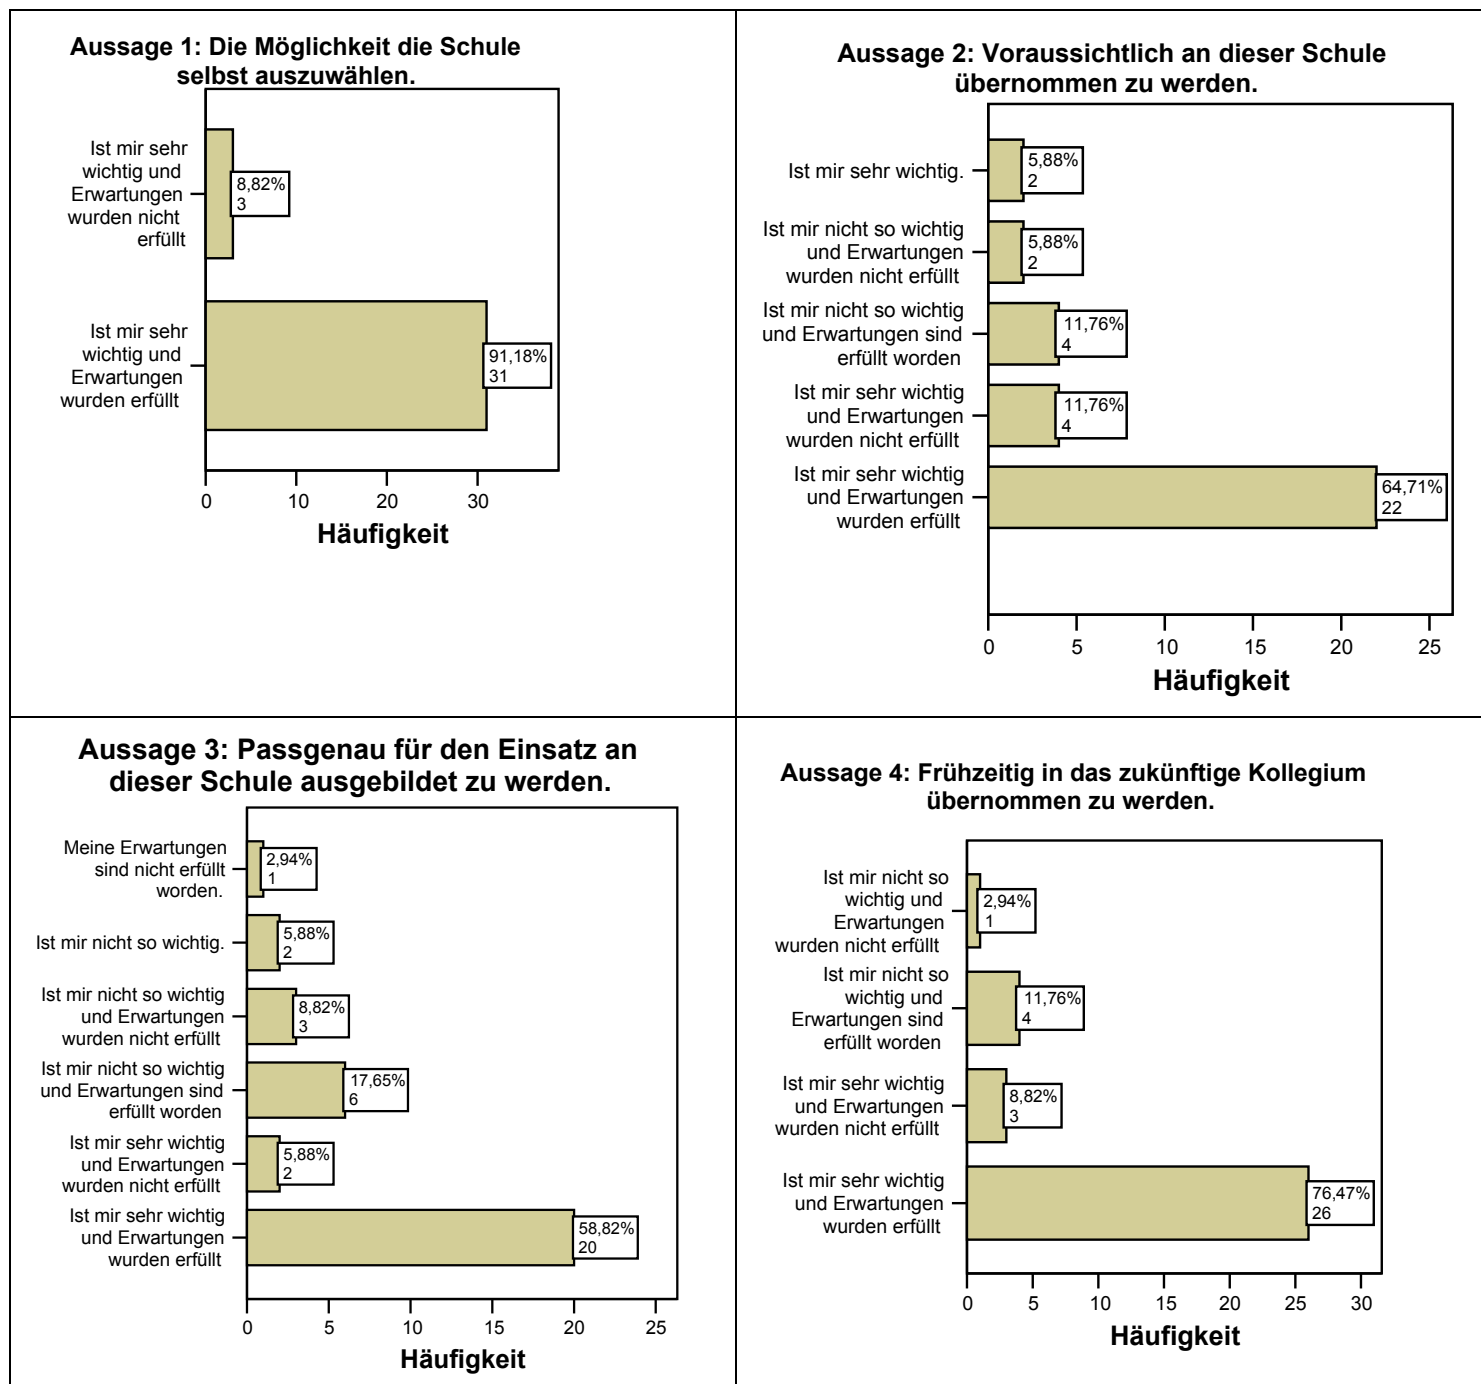 Aussage 1: Die Möglichkeit die Schule
selbst auszuwählen.
Ist mir sehr
wichtig und
Erwartungen
wurden nicht
erfüllt
8,82%
3
Ist mir sehr
wichtig und
Erwartungen
wurden erfüllt
91,18%
31
0 10 20 30
Häufigkeit
Aussage 2: Voraussichtlich an dieser Schule
übernommen zu werden.
Ist mir sehr wichtig.
5,88%
2
Ist mir nicht so wichtig
und Erwartungen
wurden nicht erfüllt
5,88%
2
Ist mir nicht so wichtig
und Erwartungen sind
erfüllt worden
11,76%
4
Ist mir sehr wichtig
und Erwartungen
wurden nicht erfüllt
11,76%
4
Ist mir sehr wichtig
und Erwartungen
wurden erfüllt
64,71%
22
0 5 10 15 20 25
Häufigkeit
Aussage 3: Passgenau für den Einsatz an
dieser Schule ausgebildet zu werden.
Meine Erwartungen
sind nicht erfüllt
worden.
2,94%
1
Ist mir nicht so wichtig.
5,88%
2
Ist mir nicht so wichtig
und Erwartungen
wurden nicht erfüllt
8,82%
3
Ist mir nicht so wichtig
und Erwartungen sind
erfüllt worden
17,65%
6
Ist mir sehr wichtig
und Erwartungen
wurden nicht erfüllt
5,88%
2
Ist mir sehr wichtig
und Erwartungen
wurden erfüllt
58,82%
20
0 5 10 15 20 25
Häufigkeit
Aussage 4: Frühzeitig in das zukünftige Kollegium
übernommen zu werden.
Ist mir nicht so
wichtig und
Erwartungen
wurden nicht erfüllt
2,94%
1
Ist mir nicht so
wichtig und
Erwartungen sind
erfüllt worden
11,76%
4
Ist mir sehr wichtig
und Erwartungen
wurden nicht erfüllt
8,82%
3
Ist mir sehr wichtig
und Erwartungen
wurden erfüllt
76,47%
26
0 5 10 15 20 25 30
Häufigkeit